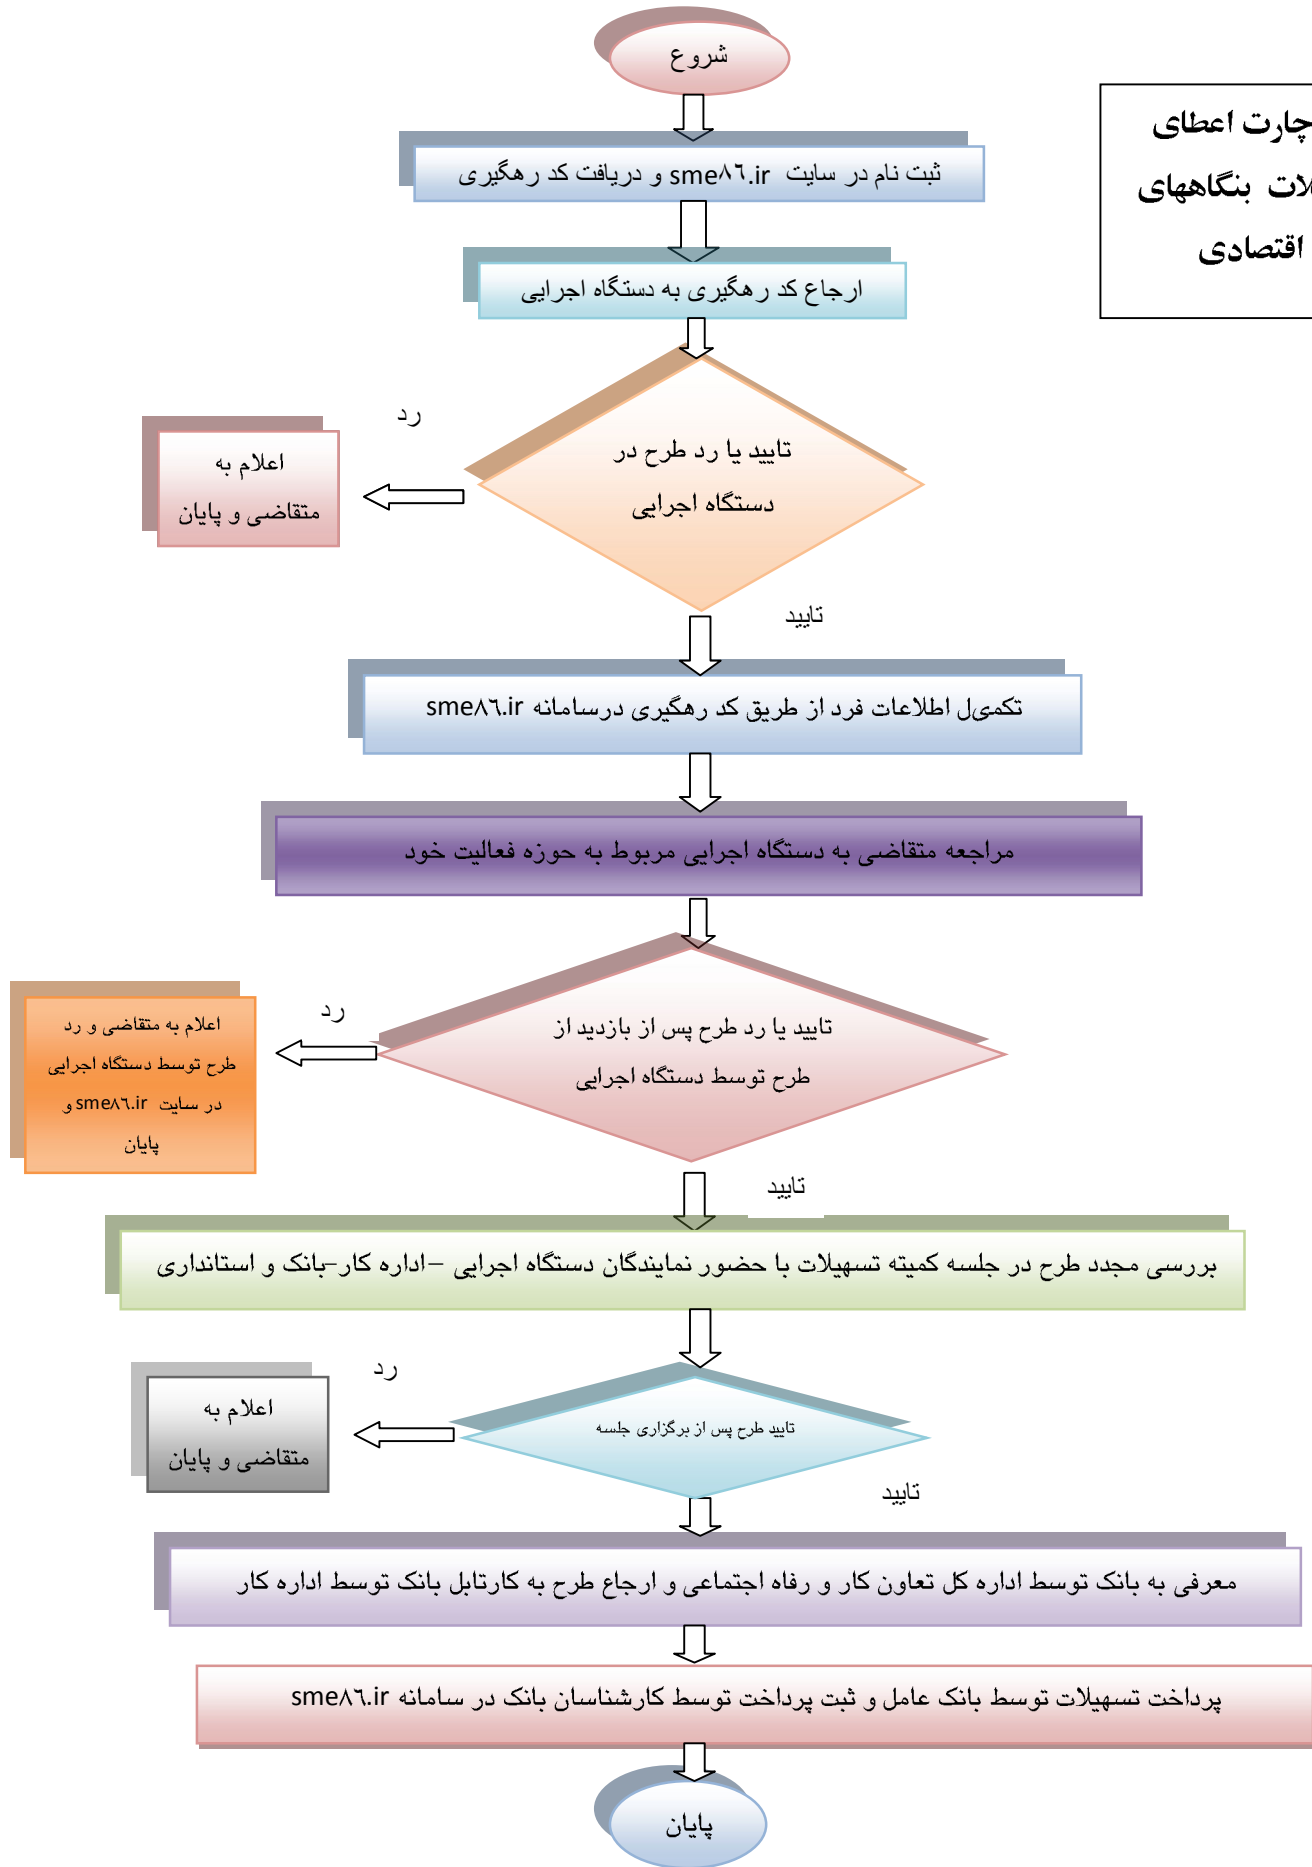 شروع
چارت اعطای
لات بنگاههای
اقتصادی
ثبت نام در سایت sme۸٦.ir و دریافت کد رهگیری
ارجاع کد رهگیری به دستگاه اجرایی
تایید یا رد طرح در
دستگاه اجرایی
رد
اعلام به
متقاضی و پایان
تایید
تکمیل اطلاعات فرد از طریق کد رهگیری درسامانه sme۸٦.ir
مراجعه متقاضی به دستگاه اجرایی مربوط به حوزه فعالیت خود
تایید یا رد طرح پس از بازدید از
طرح توسط دستگاه اجرایی
رد
اعلام به متقاضی و رد
طرح توسط دستگاه اجرایی
در سایت sme۸٦.ir و
پایان
تایید
بررسی مجدد طرح در جلسه کمیته تسهیلات با حضور نمایندگان دستگاه اجرایی –اداره کار–بانک و استانداری
تایید طرح پس از برگزاری جلسه
رد
اعلام به
متقاضی و پایان
تایید
معرفی به بانک توسط اداره کل تعاون کار و رفاه اجتماعی و ارجاع طرح به کارتابل بانک توسط اداره کار
پرداخت تسهیلات توسط بانک عامل و ثبت پرداخت توسط کارشناسان بانک در سامانه sme۸٦.ir
پایان